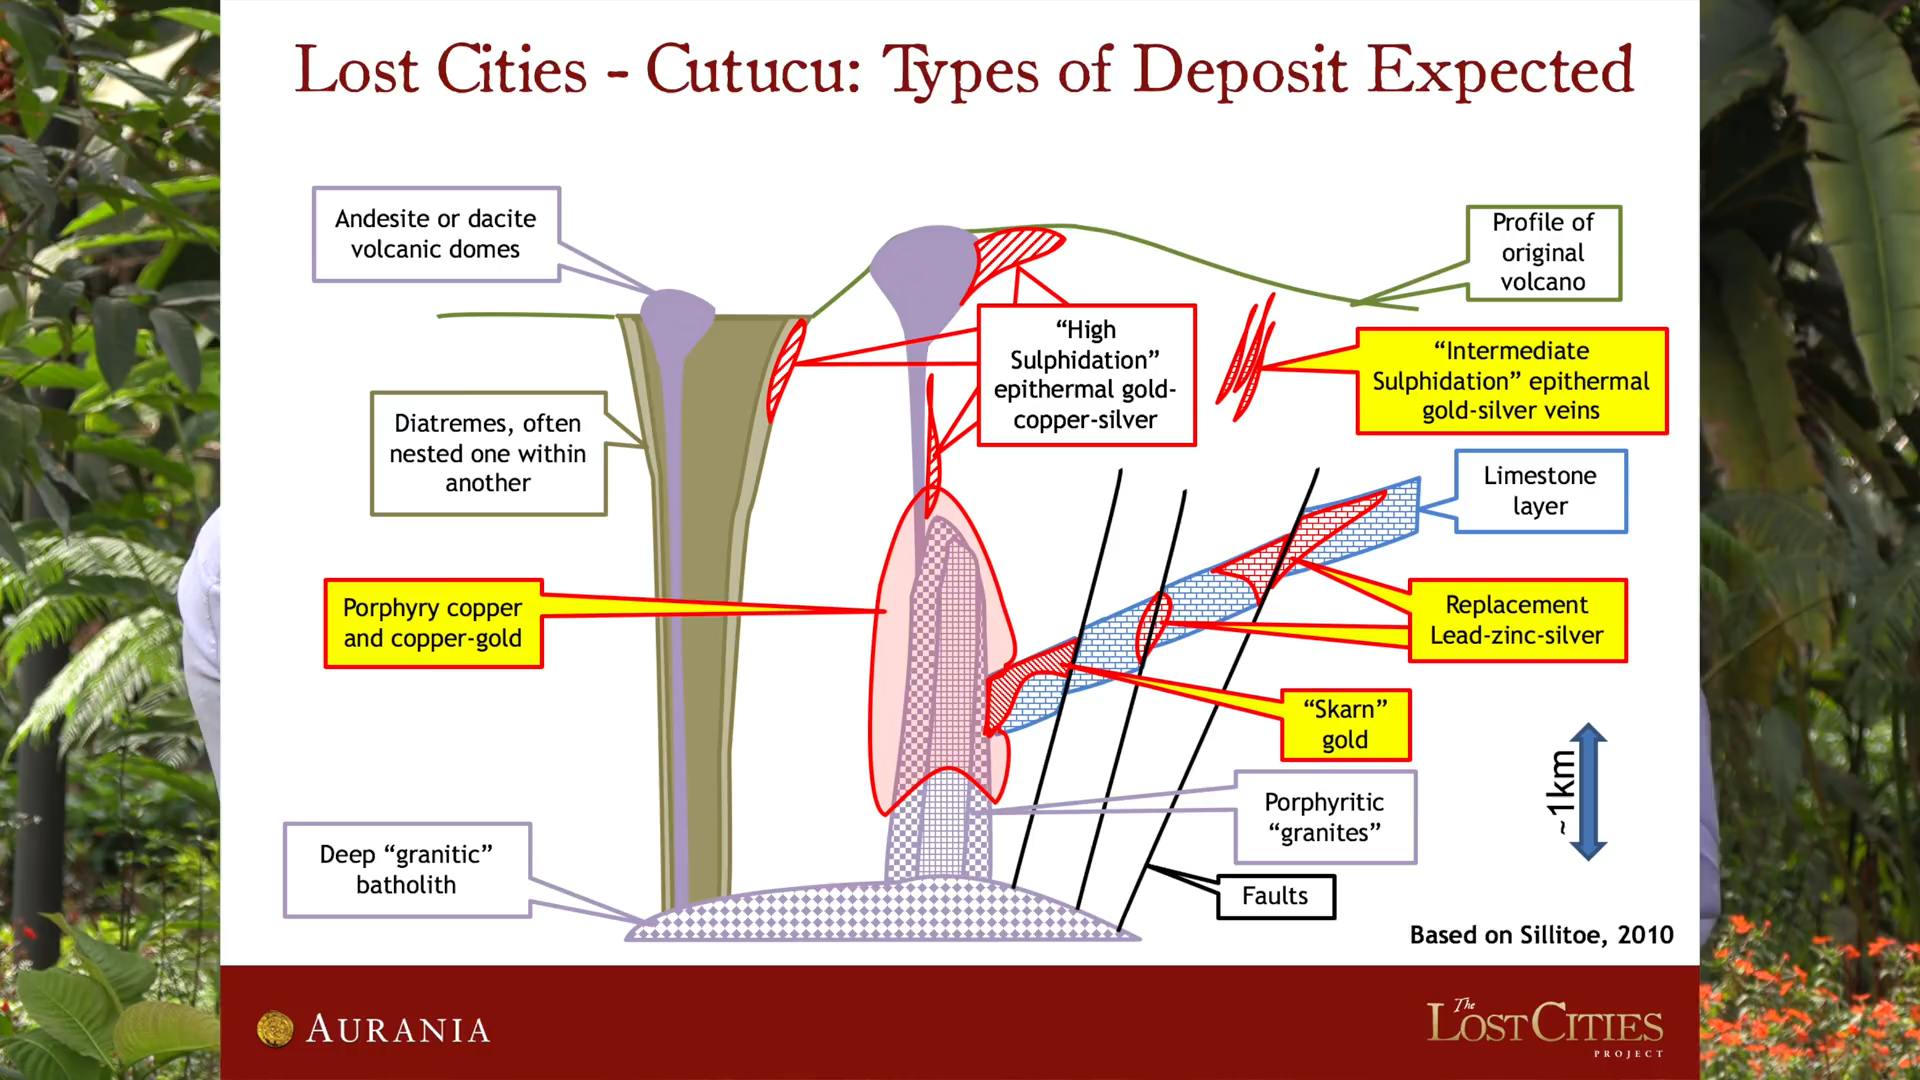 Lost Cities - Cutucu: Types of Deposit Expected
Andesite or dacite
volcanic domes
Profile of
original
volcano
“High
Sulphidation”
epithermal gold-
copper-silver
“Intermediate
Sulphidation” epithermal
gold-silver veins
Diatremes, often
nested one within
another
Limestone
layer
Porphyry copper
and copper-gold
Replacement
Lead-zinc-silver
“Skarn”
gold
~1km
Porphyritic
“granites”
Deep “granitic”
batholith
Faults
Based on Sillitoe, 2010
AURANIA
The
LOST CITIES
PROJECT